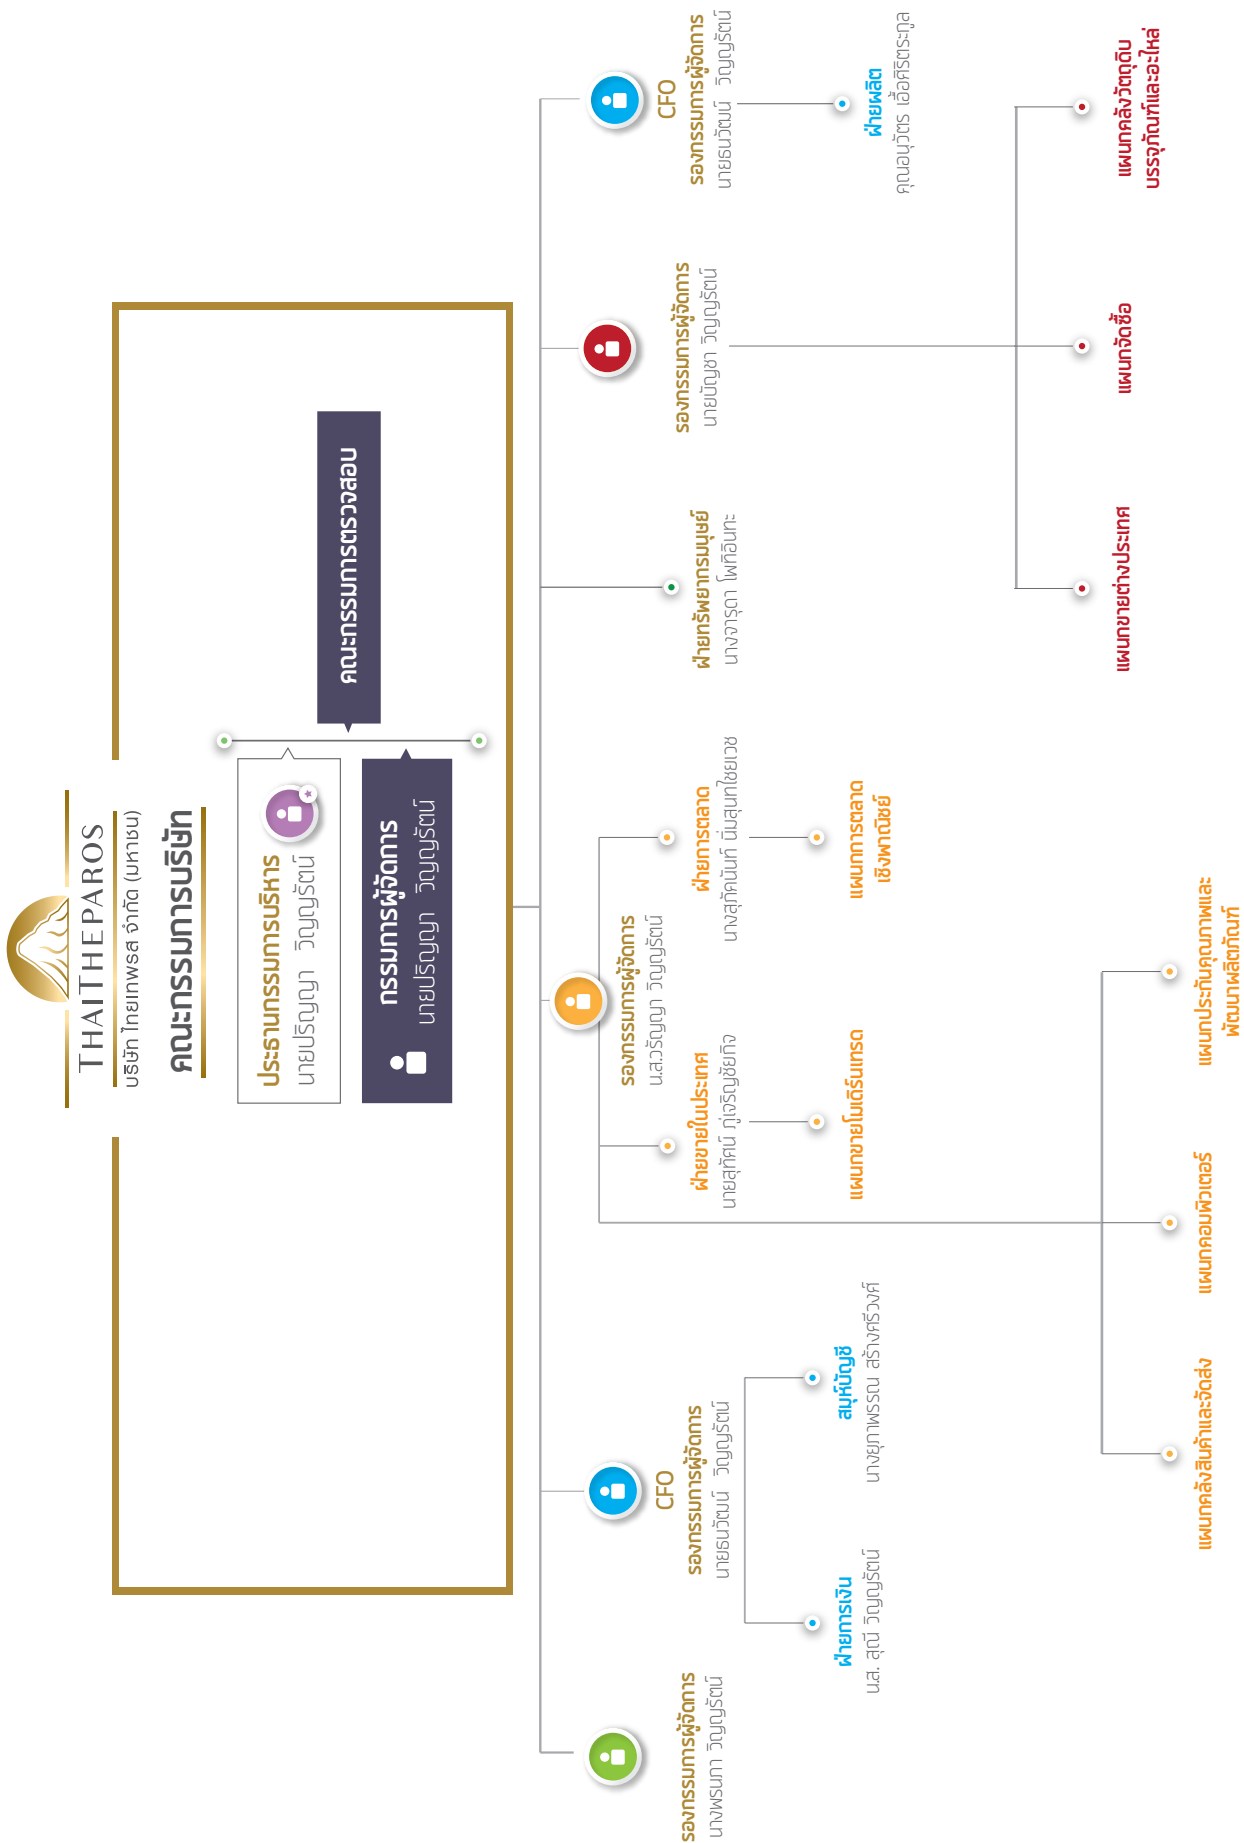 THAITHEPAROS
บริษัท ไทยเทพรส จำกัด (มหาชน)
คณะกรรมการบริษัท
ประธานกรรมการบริหาร
นายปริญญา วิญญรัตน์
กรรมการผู้จัดการ
นายปริญญา วิญญรัตน์
คณะกรรมการตรวจสอบ
รองกรรมการผู้จัดการ
นางพรนภา วิญญรัตน์
CFO
รองกรรมการผู้จัดการ
นายธนวัฒน์ วิญญรัตน์
ฝ่ายการเงิน
น.ส. สุณี วิญญรัตน์
สมุห์บัญชี
นางยุภาพรรณ สร้างศรีวงศ์
รองกรรมการผู้จัดการ
น.ส.วรัญญา วิญญรัตน์
ฝ่ายขายในประเทศ
นายสุทัศน์ ภู่เจริญชัยกิจ
แผนกขายโมเดิร์นเทรด
ฝ่ายการตลาด
นางสุภัคนันท์ นิ่มสุนทไชยเวช
แผนกการตลาด
เชิงพาณิชย์
แผนกคลังสินค้าและจัดส่ง
แผนกคอมพิวเตอร์
แผนกประกันคุณภาพและ
พัฒนาผลิตภัณฑ์
ฝ่ายทรัพยากรมนุษย์
นางจารุดา โพทิอินทะ
รองกรรมการผู้จัดการ
นายบัญชา วิญญรัตน์
แผนกขายต่างประเทศ
แผนกจัดซื้อ
แผนกคลังวัตถุดิบ
บรรจุภัณฑ์และอะไหล่
CFO
รองกรรมการผู้จัดการ
นายธนวัฒน์ วิญญรัตน์
ฝ่ายผลิต
คุณอนุวัตร เอื้อศิริตระกูล